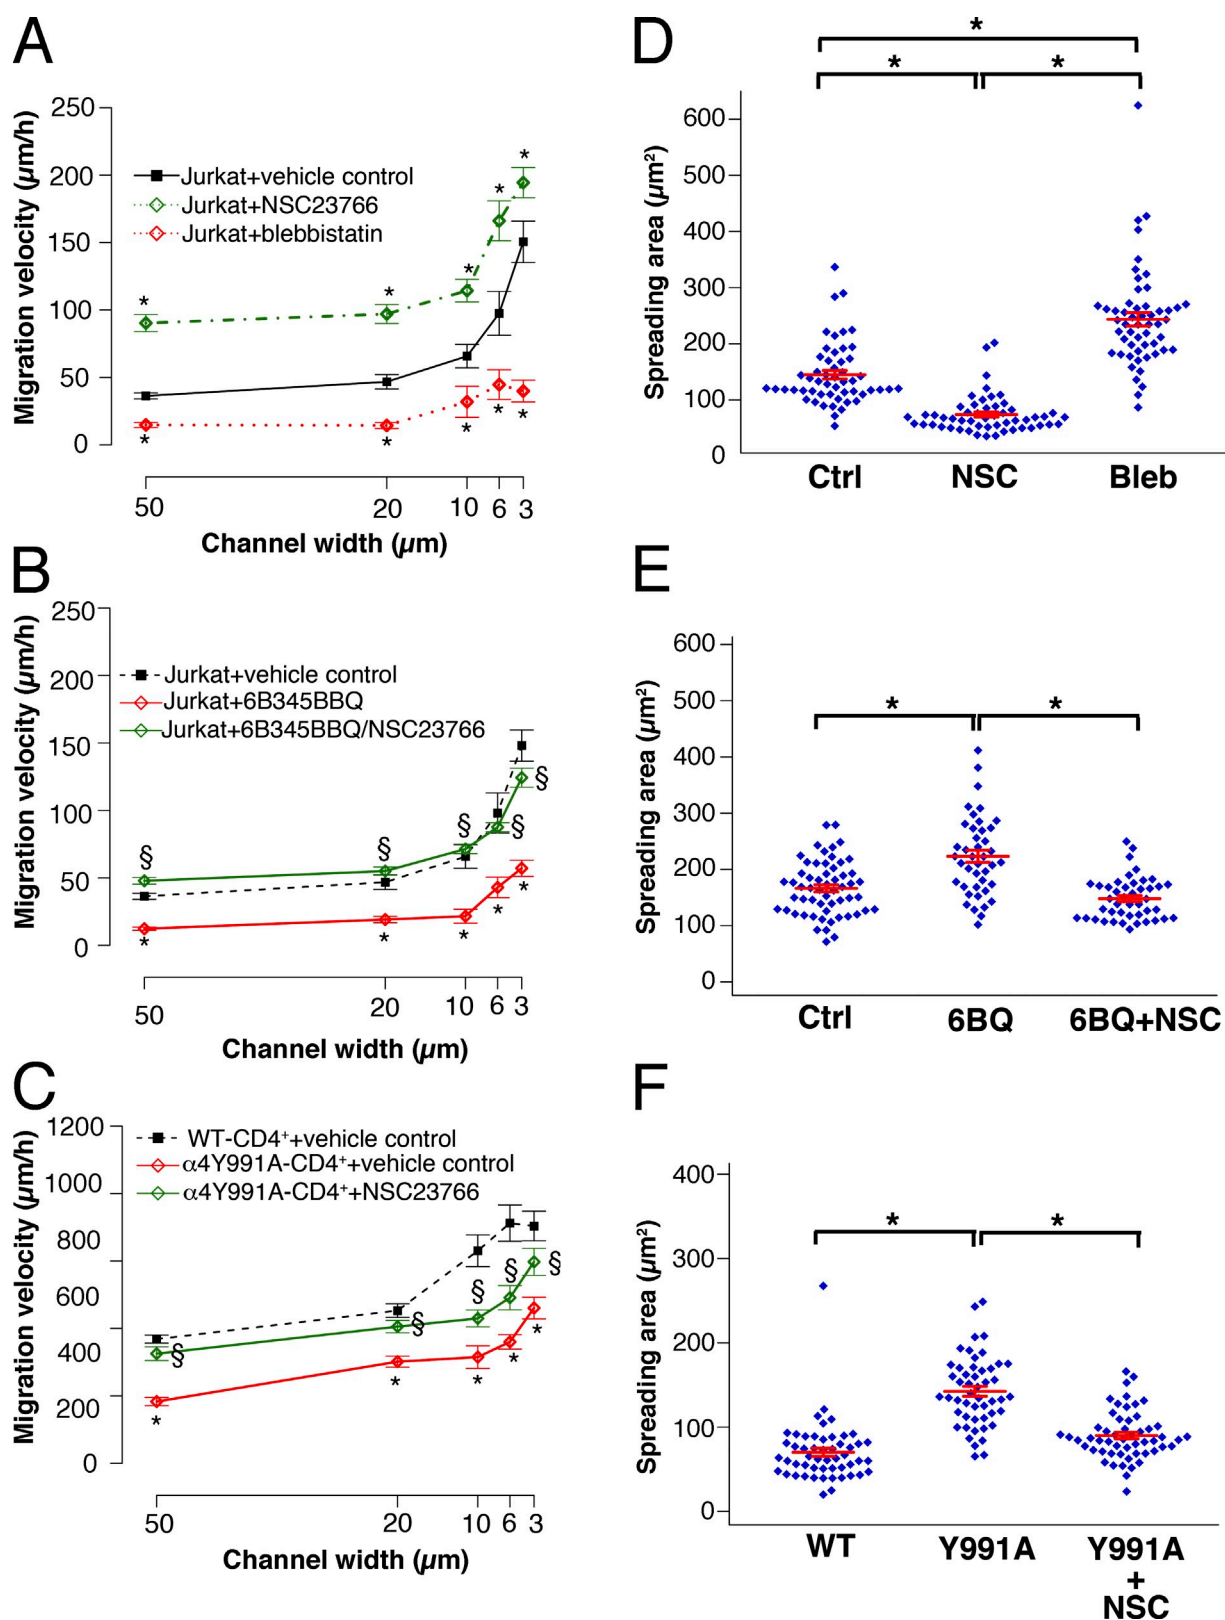 A
Migration velocity (µm/h)
250
200
150
100
50
0
Jurkat+vehicle control
Jurkat+NSC23766
Jurkat+blebbistatin
* * * * *
* * * * *
50 20 10 6 3
Channel width (µm)
B
Migration velocity (µm/h)
250
200
150
100
50
0
Jurkat+vehicle control
Jurkat+6B345BBQ
Jurkat+6B345BBQ/NSC23766
§ § § § §
* * * * *
50 20 10 6 3
Channel width (µm)
C
Migration velocity (µm/h)
1200
1000
800
600
400
200
0
WT-CD4⁺+vehicle control
α4Y991A-CD4⁺+vehicle control
α4Y991A-CD4⁺+NSC23766
§ § § § §
* * * * *
50 20 10 6 3
Channel width (µm)
D
*
* *
Spreading area (µm²)
600
500
400
300
200
100
0
Ctrl NSC Bleb
E
* *
Spreading area (µm²)
600
500
400
300
200
100
0
Ctrl 6BQ 6BQ+NSC
F
* *
Spreading area (µm²)
400
300
200
100
0
WT Y991A Y991A
+
NSC